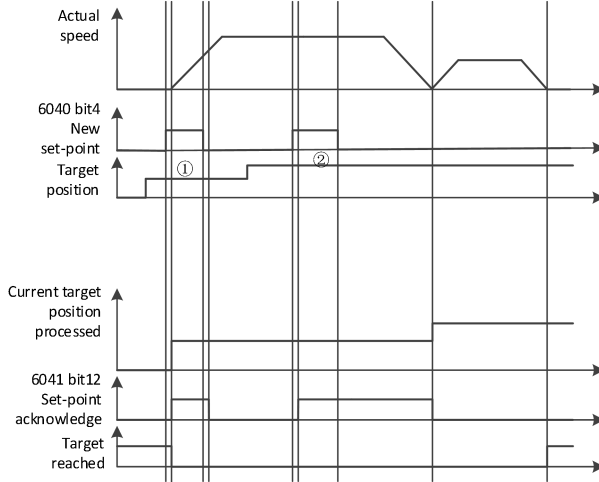 Actual
speed
6040 bit4
New
set-point
Target
position
①
②
Current target
position
processed
6041 bit12
Set-point
acknowledge
Target
reached